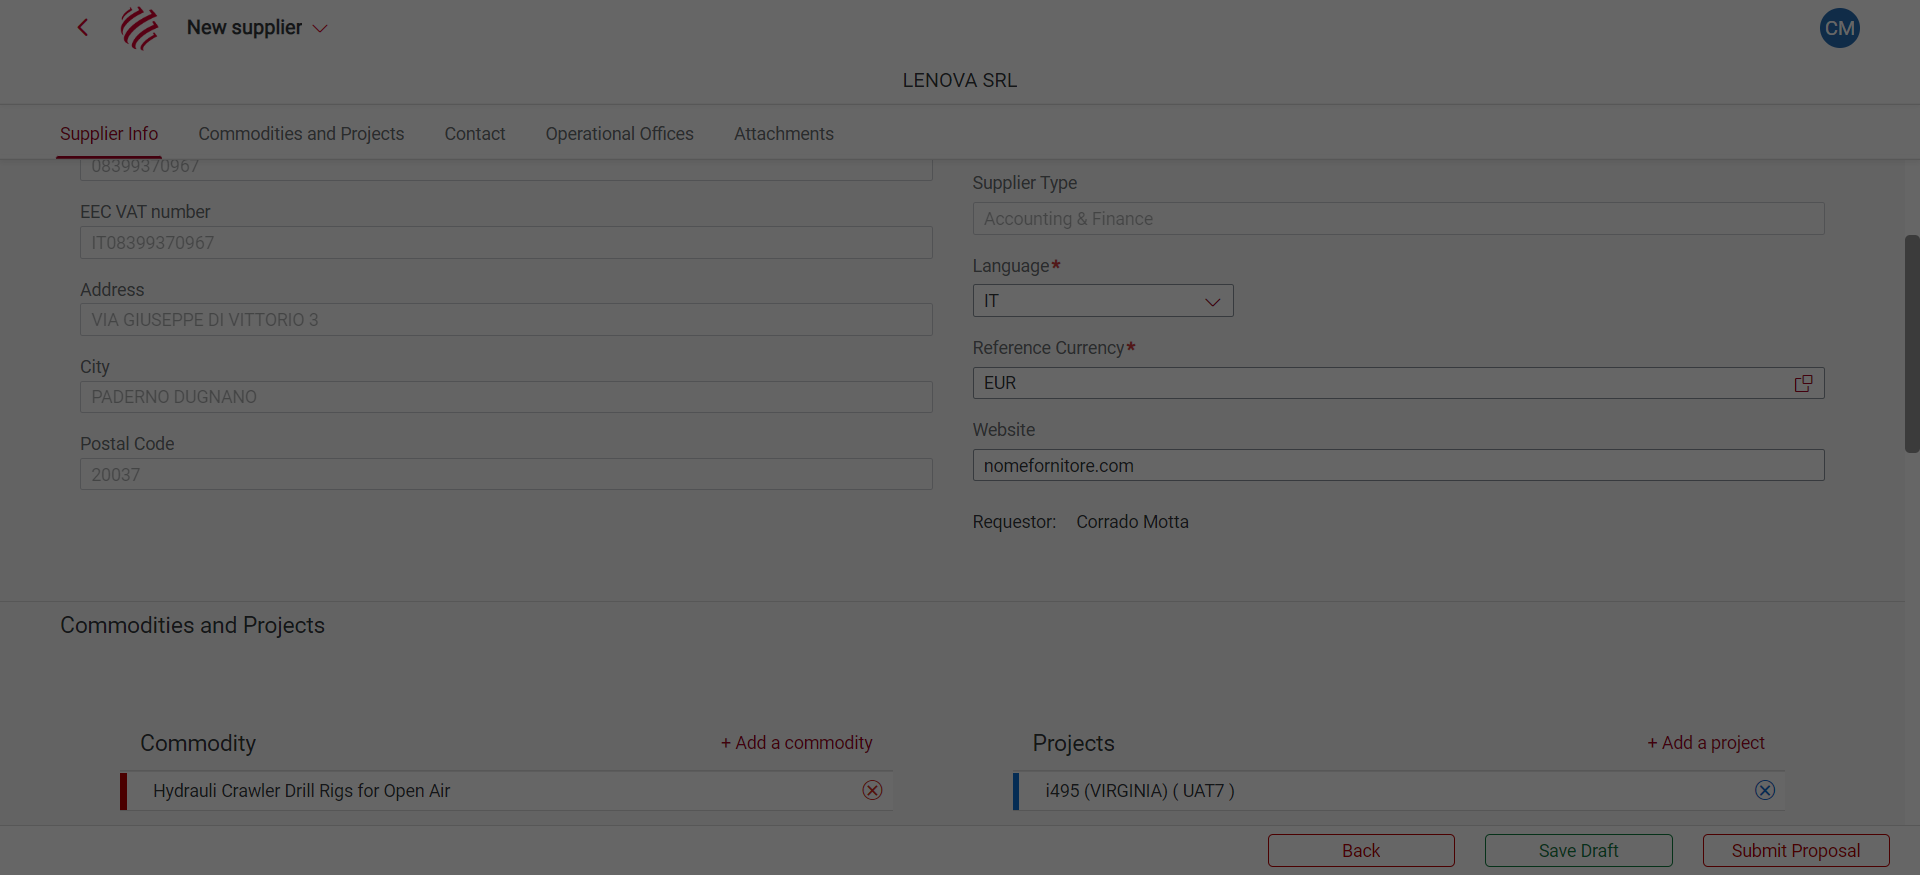 New supplier
CM
LENOVA SRL
Supplier Info
Commodities and Projects
Contact
Operational Offices
Attachments
08399370967
EEC VAT number
IT08399370967
Address
VIA GIUSEPPE DI VITTORIO 3
City
PADERNO DUGNANO
Postal Code
20037
Supplier Type
Accounting & Finance
Language*
IT
Reference Currency*
EUR
Website
nomefornitore.com
Requestor: Corrado Motta
Commodities and Projects
Commodity
+ Add a commodity
Hydrauli Crawler Drill Rigs for Open Air
Projects
+ Add a project
i495 (VIRGINIA) ( UAT7 )
Back
Save Draft
Submit Proposal